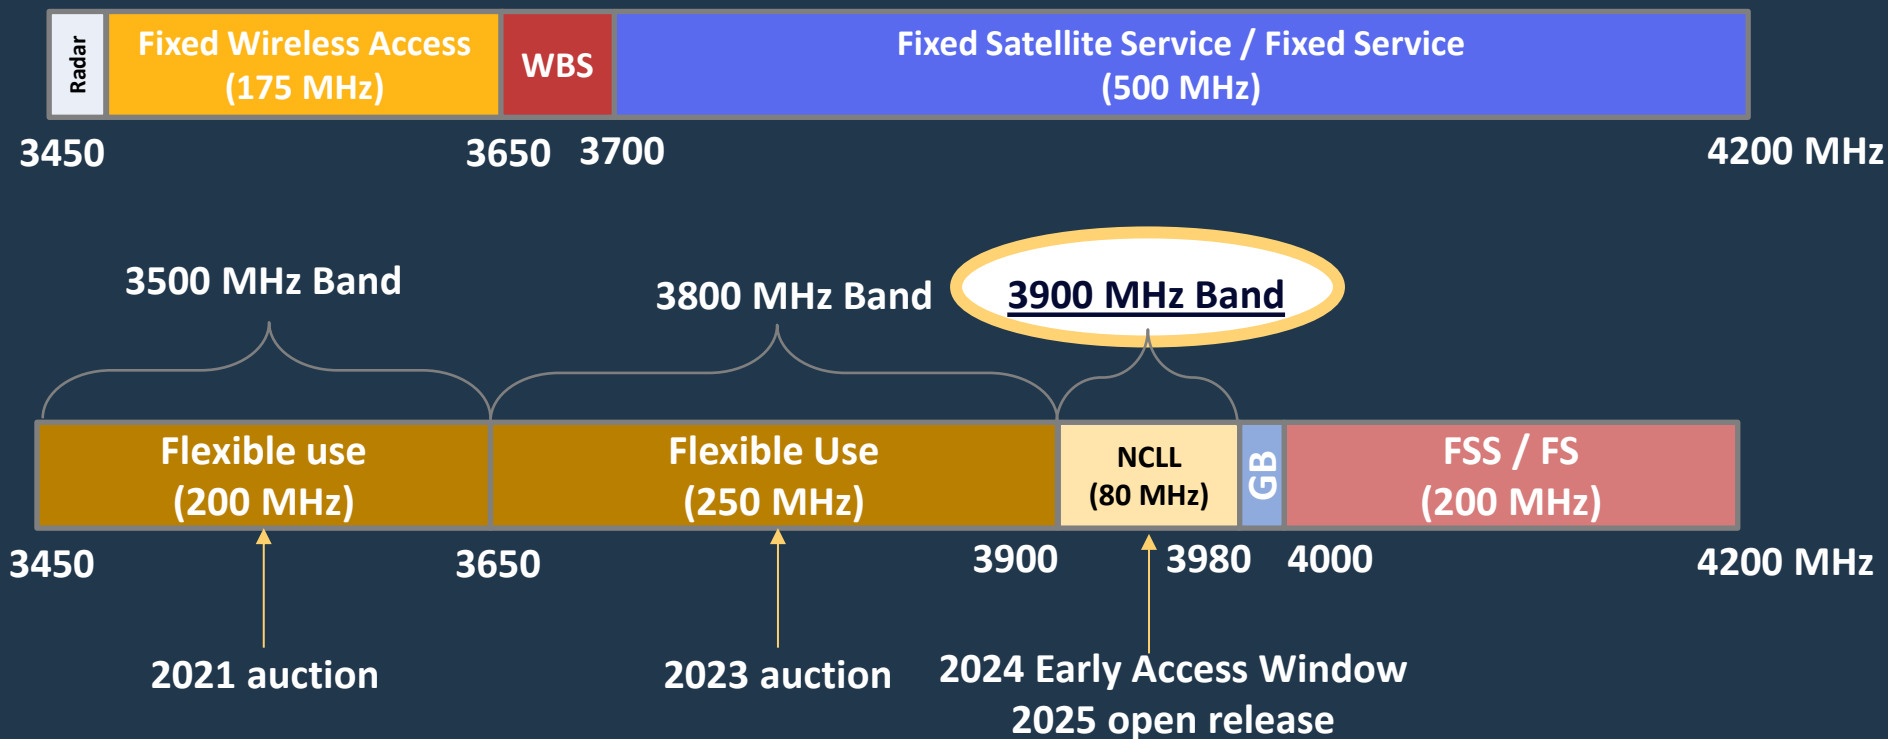 Radar
Fixed Wireless Access
(175 MHz)
WBS
Fixed Satellite Service / Fixed Service
(500 MHz)
3450
3650
3700
4200 MHz
3500 MHz Band
3800 MHz Band
3900 MHz Band
Flexible use
(200 MHz)
Flexible Use
(250 MHz)
NCLL
(80 MHz)
GB
FSS / FS
(200 MHz)
3450
3650
3900
3980
4000
4200 MHz
2021 auction
2023 auction
2024 Early Access Window
2025 open release